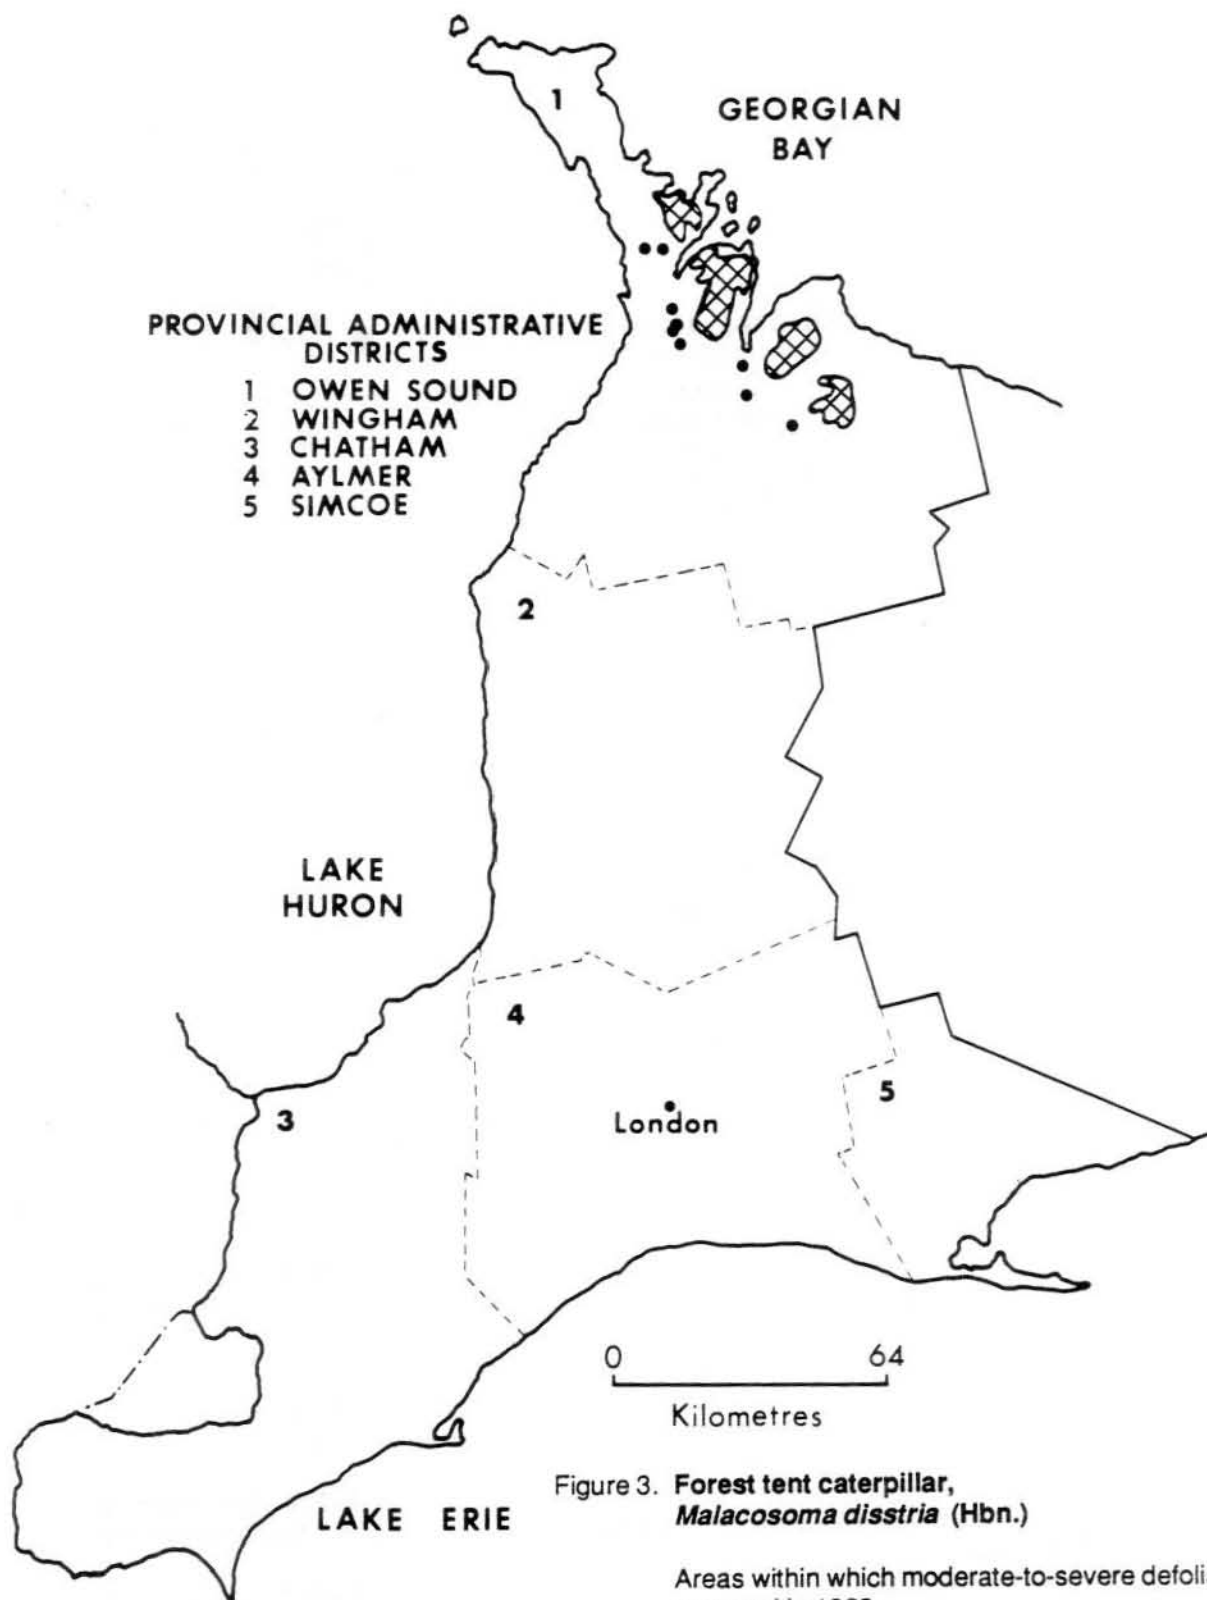 1
GEORGIAN
BAY
PROVINCIAL ADMINISTRATIVE
DISTRICTS
1 OWEN SOUND
2 WINGHAM
3 CHATHAM
4 AYLMER
5 SIMCOE
2
LAKE
HURON
4
3
5
London
0 64
Kilometres
LAKE ERIE
Figure 3. Forest tent caterpillar,
Malacosoma disstria (Hbn.)
Areas within which moderate-to-severe